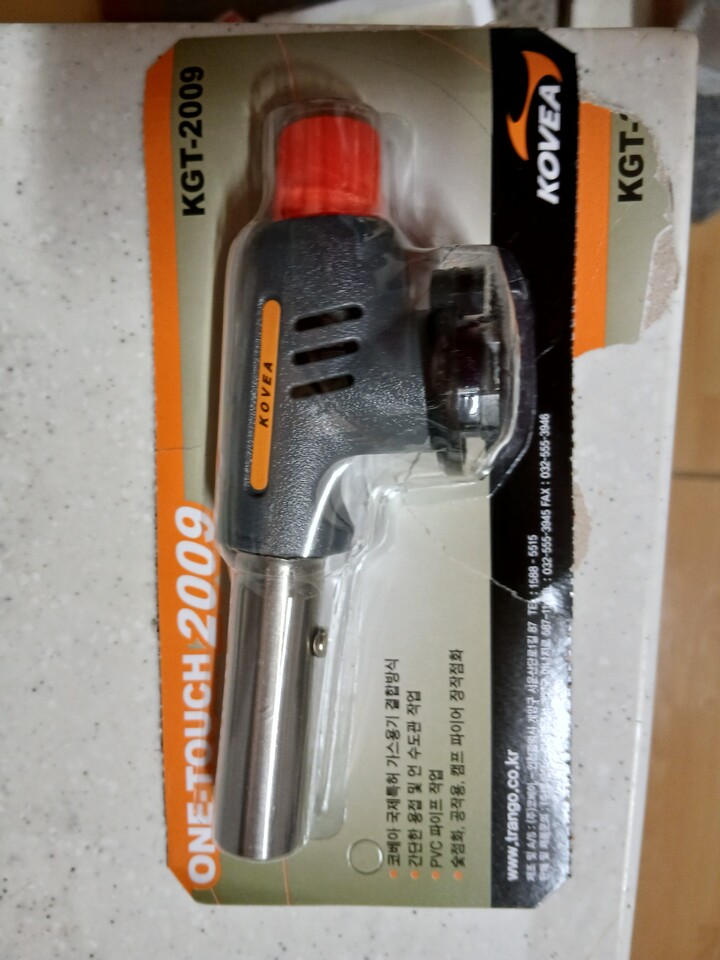 KOVEA
KGT-2009
KGT-
KOVEA
ONE-TOUCH 2009
코베아 국제특허 가스용기 결합방식
간단한 용접 및 언 수도관 작업
PVC 파이프 작업
숯점화, 공작용, 캠프 파이어 장작점화
www.trango.co.kr
TEL : 1588 - 5515
032-555-3945 FAX : 032-555-3946